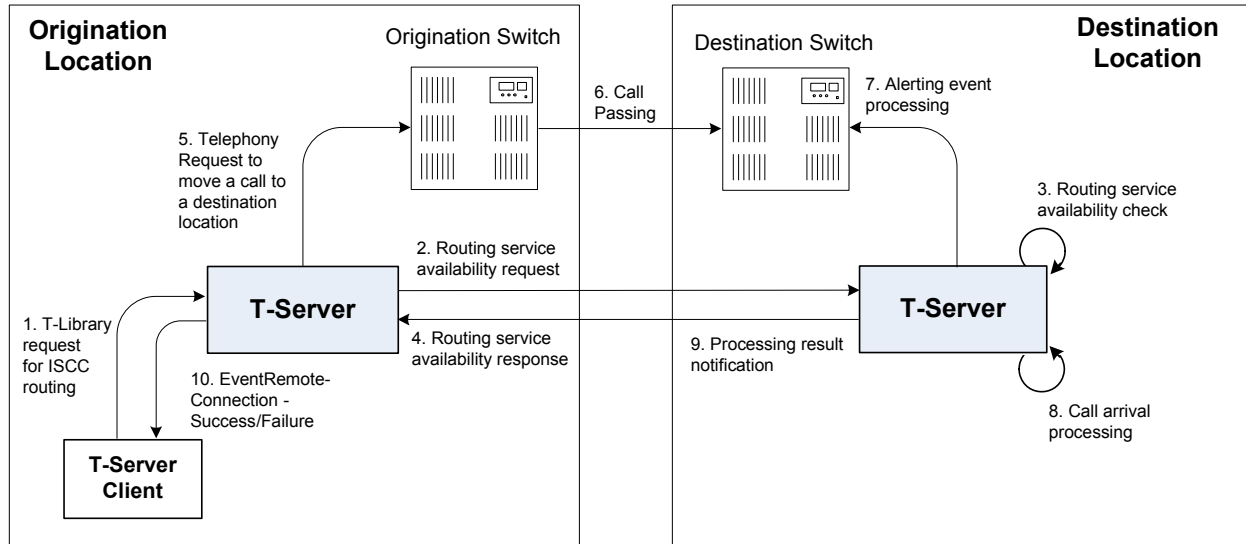 Origination
Location
Origination Switch
Destination Switch
Destination
Location
6. Call
Passing
7. Alerting event
processing
5. Telephony
Request to
move a call to
a destination
location
3. Routing service
availability check
2. Routing service
availability request
T-Server
T-Server
1. T-Library
request
for ISCC
routing
4. Routing service
availability response
9. Processing result
notification
10. EventRemote-
Connection -
Success/Failure
8. Call arrival
processing
T-Server
Client